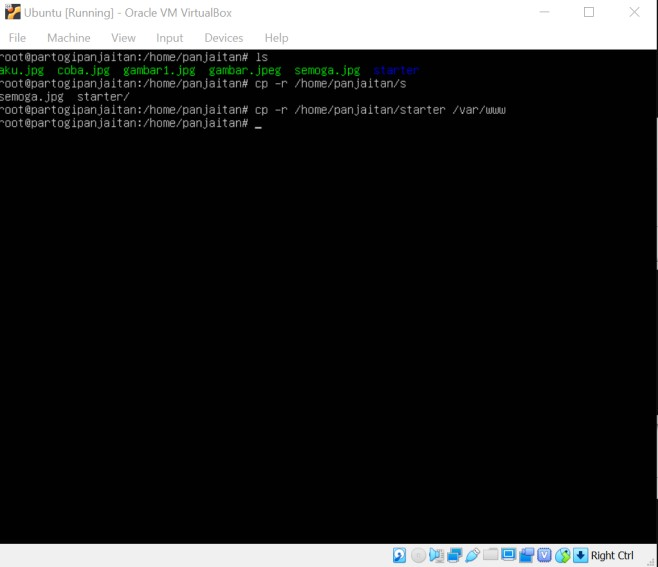 Ubuntu [Running] - Oracle VM VirtualBox
File Machine View Input Devices Help
root@partogipanjaitan:/home/panjaitan# ls
aku.jpg coba.jpg gambar1.jpg gambar.jpeg semoga.jpg starter
root@partogipanjaitan:/home/panjaitan# cp -r /home/panjaitan/s
semoga.jpg starter/
root@partogipanjaitan:/home/panjaitan# cp -r /home/panjaitan/starter /var/www
root@partogipanjaitan:/home/panjaitan# _
Right Ctrl